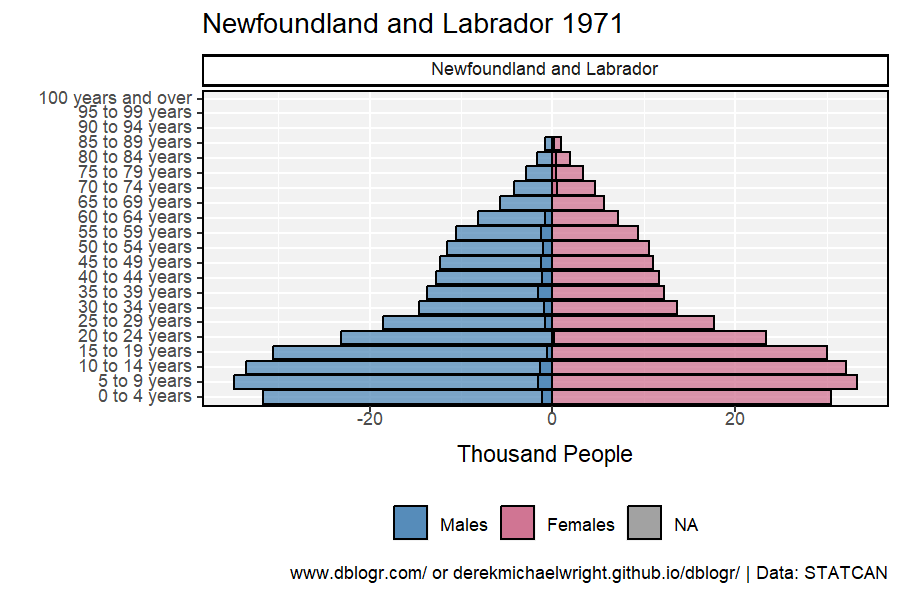 Newfoundland and Labrador 1971
Newfoundland and Labrador
100 years and over
95 to 99 years
90 to 94 years
85 to 89 years
80 to 84 years
75 to 79 years
70 to 74 years
65 to 69 years
60 to 64 years
55 to 59 years
50 to 54 years
45 to 49 years
40 to 44 years
35 to 39 years
30 to 34 years
25 to 29 years
20 to 24 years
15 to 19 years
10 to 14 years
5 to 9 years
0 to 4 years
-20 0 20
Thousand People
Males Females NA
www.dblogr.com/ or derekmichaelwright.github.io/dblogr/ | Data: STATCAN